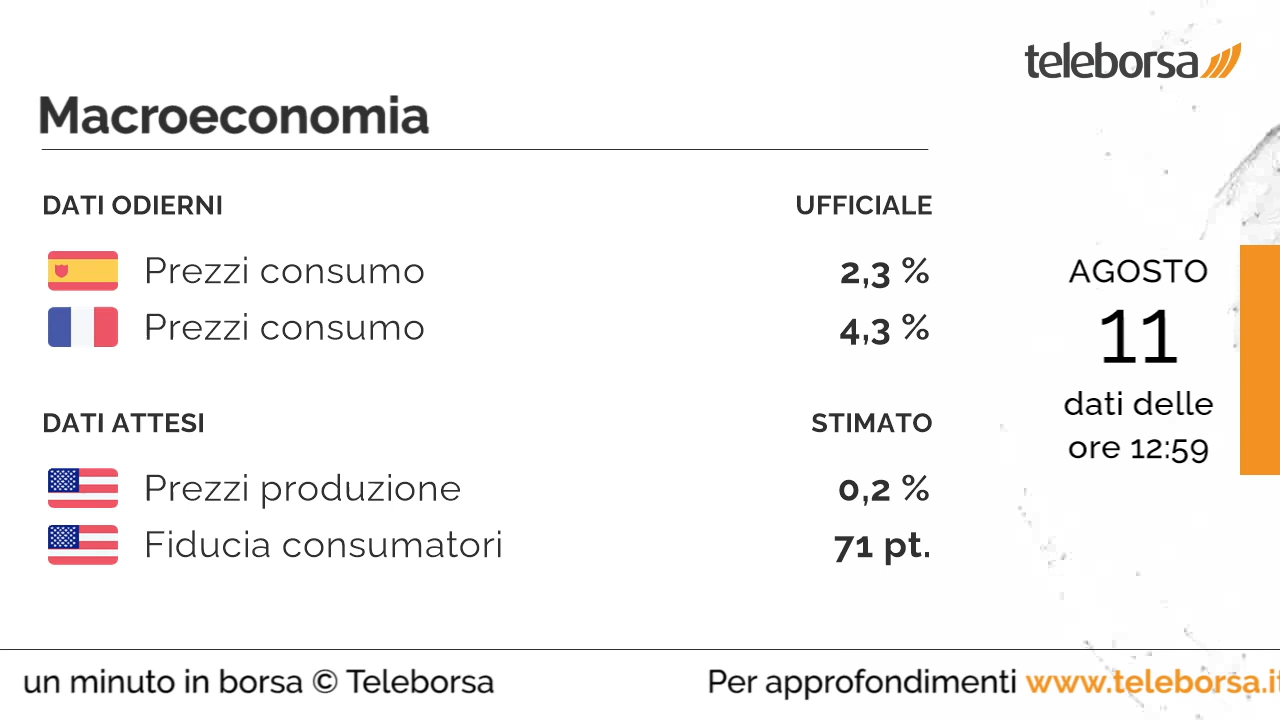 teleborsa
Macroeconomia
DATI ODIERNI UFFICIALE
Prezzi consumo 2,3 %
Prezzi consumo 4,3 %
DATI ATTESI STIMATO
Prezzi produzione 0,2 %
Fiducia consumatori 71 pt.
AGOSTO
11
dati delle
ore 12:59
un minuto in borsa © Teleborsa Per approfondimenti www.teleborsa.it